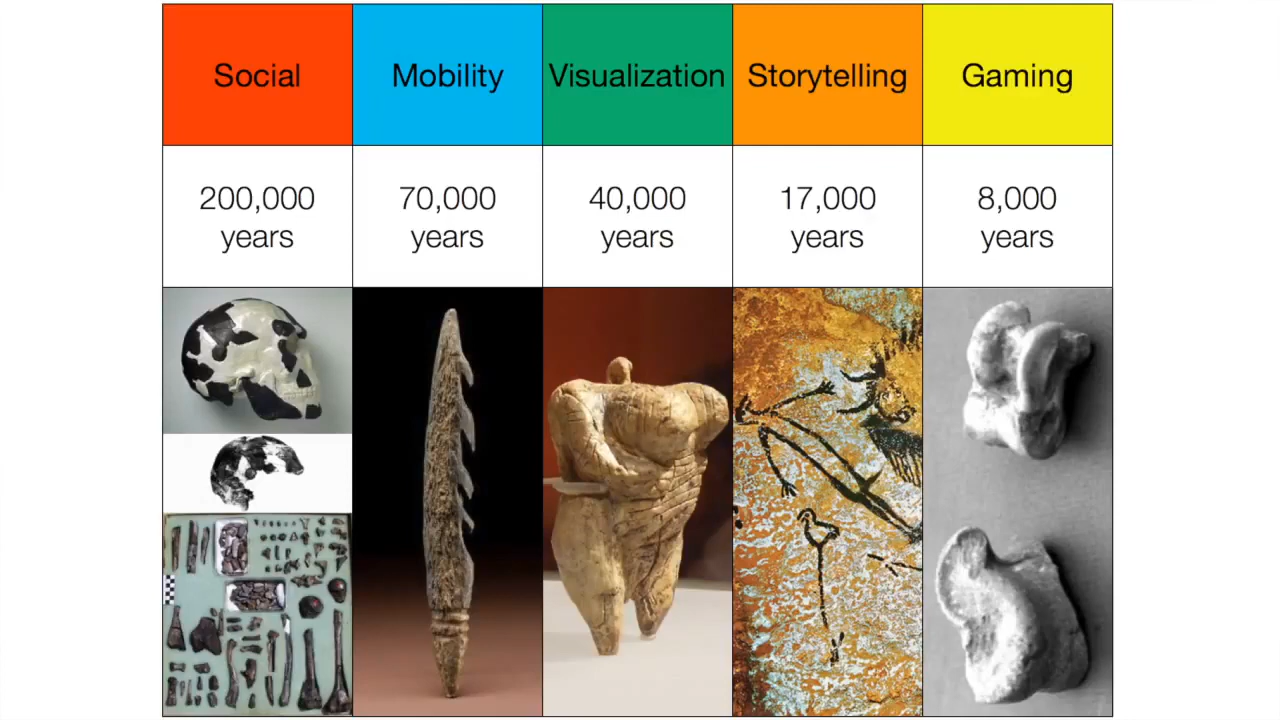 Social
Mobility
Visualization
Storytelling
Gaming
200,000
years
70,000
years
40,000
years
17,000
years
8,000
years